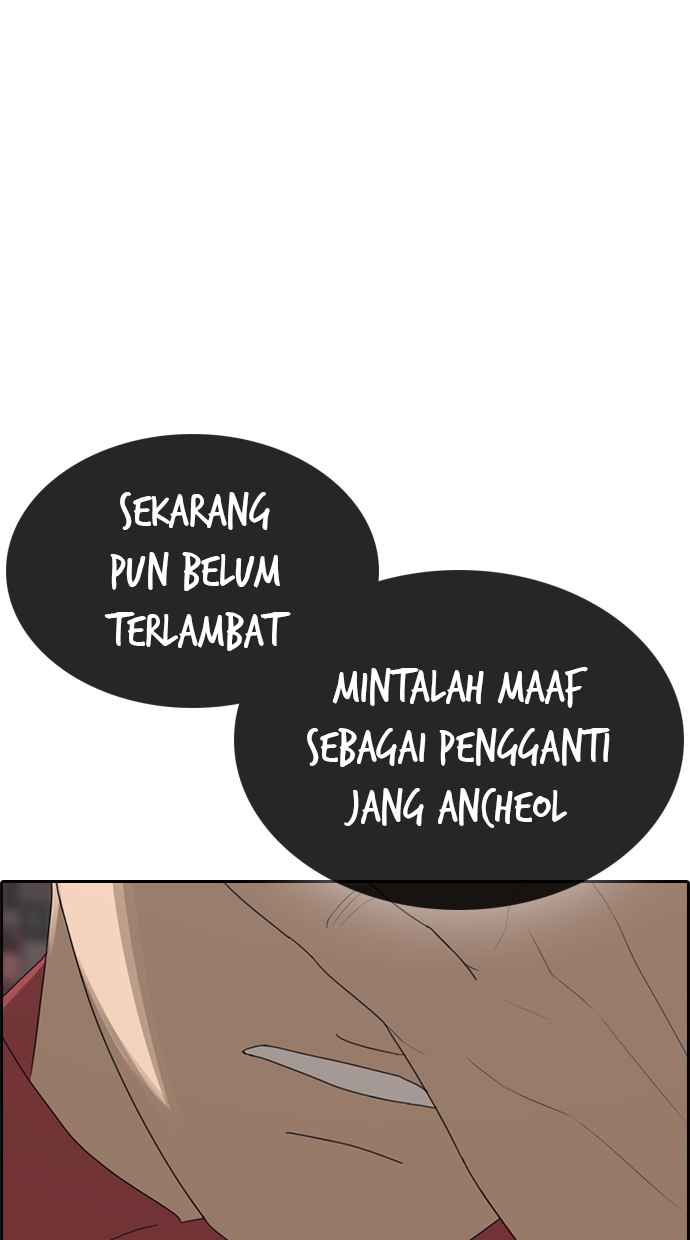 SEKARANG
PUN BELUM
TERLAMBAT
MINTALAH MAAF
SEBAGAI PENGGANTI
JANG ANCHEOL